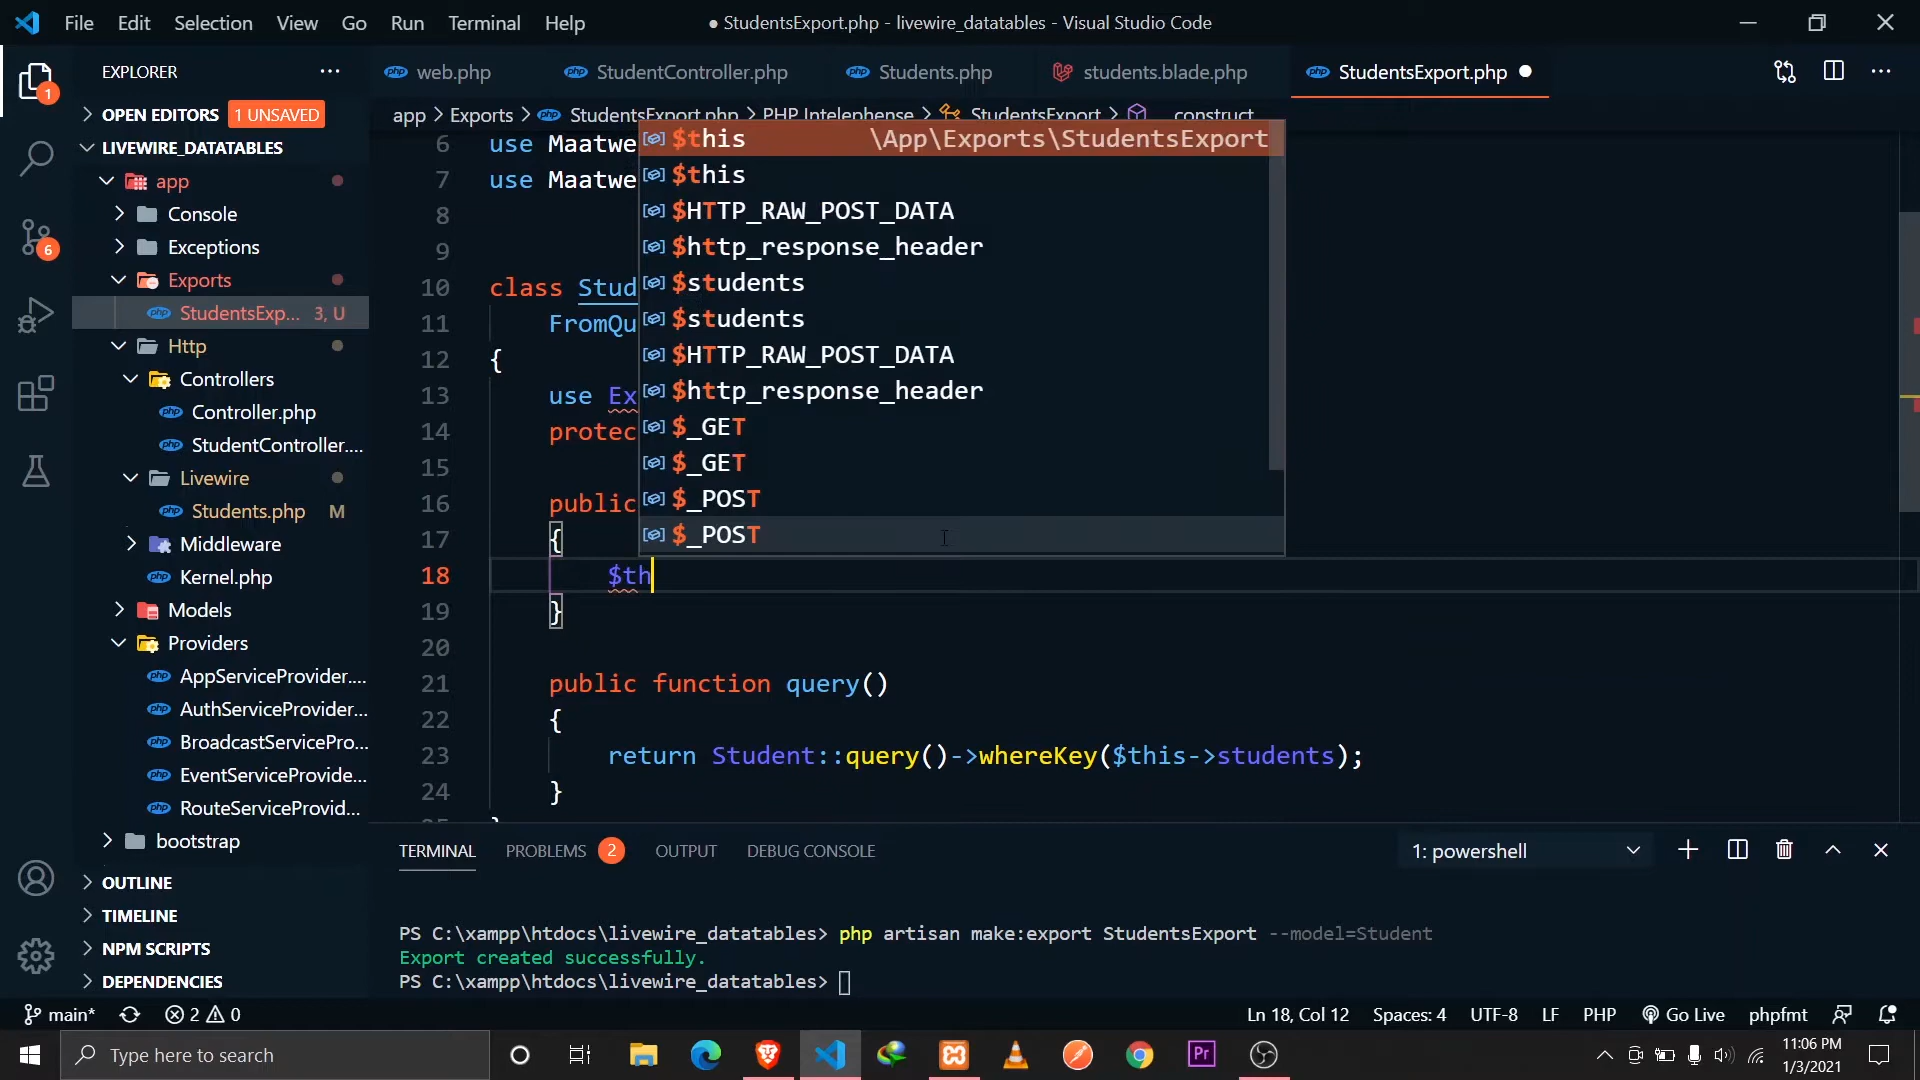 File Edit Selection View Go Run Terminal Help
● StudentsExport.php - livewire_datatables - Visual Studio Code
EXPLORER
web.php
StudentController.php
Students.php
students.blade.php
StudentsExport.php
OPEN EDITORS 1 UNSAVED
app > Exports > StudentsExport.php > PHP Intelephense > StudentsExport > __construct
LIVEWIRE_DATATABLES
app
Console
Exceptions
Exports
StudentsExp... 3, U
Http
Controllers
Controller.php
StudentController....
Livewire
Students.php M
Middleware
Kernel.php
Models
Providers
AppServiceProvider....
AuthServiceProvider...
BroadcastServicePro...
EventServiceProvide...
RouteServiceProvid...
bootstrap
OUTLINE
TIMELINE
NPM SCRIPTS
DEPENDENCIES
1
6
6 use Maatwe
7 use Maatwe
8
9
10 class Stud
11 FromQu
12 {
13 use Ex
14 protec
15
16 public
17 {
18 $th
19 }
20
21 public function query()
22 {
23 return Student::query()->whereKey($this->students);
24 }
$this \App\Exports\StudentsExport
$this
$HTTP_RAW_POST_DATA
$http_response_header
$students
$students
$HTTP_RAW_POST_DATA
$http_response_header
$_GET
$_GET
$_POST
$_POST
TERMINAL PROBLEMS 2 OUTPUT DEBUG CONSOLE
1: powershell
PS C:\xampp\htdocs\livewire_datatables> php artisan make:export StudentsExport --model=Student
Export created successfully.
PS C:\xampp\htdocs\livewire_datatables>
main* 2 0
Ln 18, Col 12 Spaces: 4 UTF-8 LF PHP Go Live phpfmt
Type here to search
Pr
11:06 PM
1/3/2021